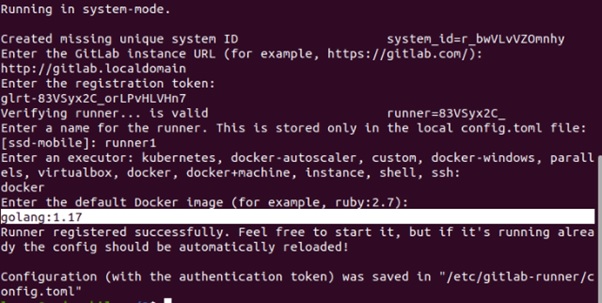 Running in system-mode.
Created missing unique system ID system_id=r_bwVLvVZOmnhy
Enter the GitLab instance URL (for example, https://gitlab.com/):
http://gitlab.localdomain
Enter the registration token:
glrt-83VSyx2C_orLPvHLVHn7
Verifying runner... is valid runner=83VSyx2C_
Enter a name for the runner. This is stored only in the local config.toml file:
[ssd-mobile]: runner1
Enter an executor: kubernetes, docker-autoscaler, custom, docker-windows, parall
els, virtualbox, docker, docker+machine, instance, shell, ssh:
docker
Enter the default Docker image (for example, ruby:2.7):
golang:1.17
Runner registered successfully. Feel free to start it, but if it's running alrea
dy the config should be automatically reloaded!
Configuration (with the authentication token) was saved in "/etc/gitlab-runner/c
onfig.toml"